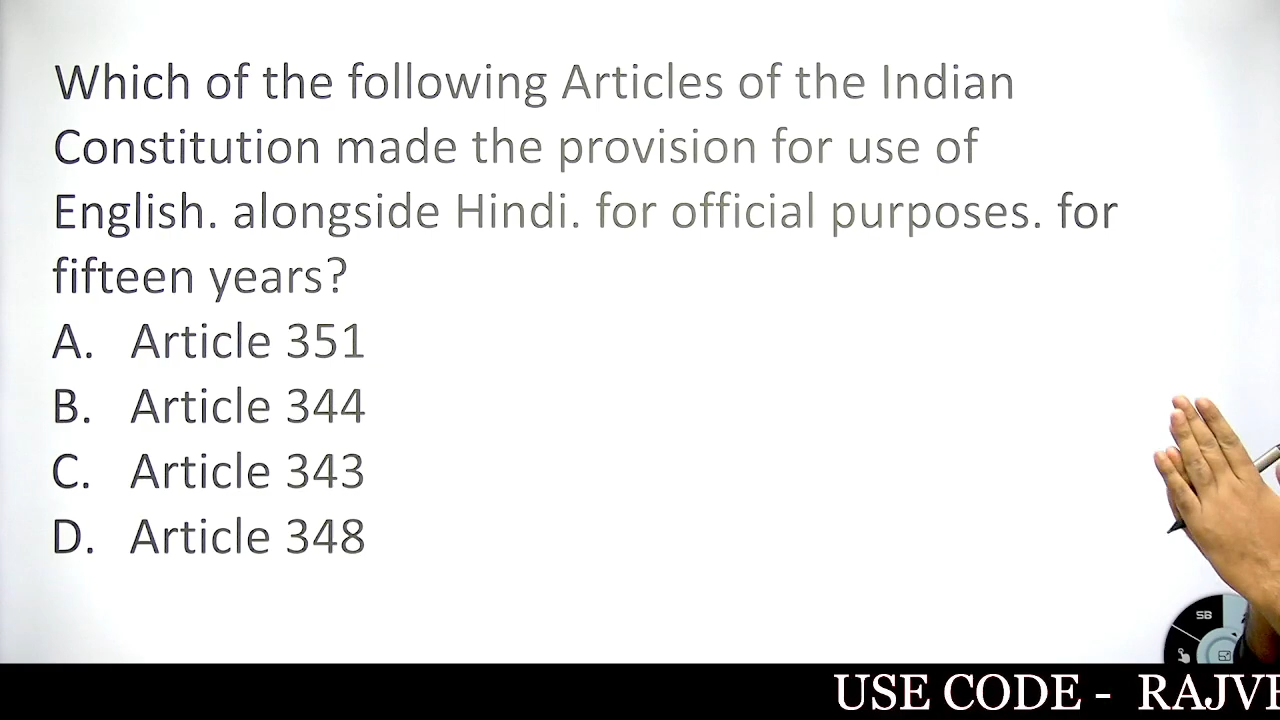 Which of the following Articles of the Indian
Constitution made the provision for use of
English. alongside Hindi. for official purposes. for
fifteen years?
A. Article 351
B. Article 344
C. Article 343
D. Article 348
SB
USE CODE - RAJVE